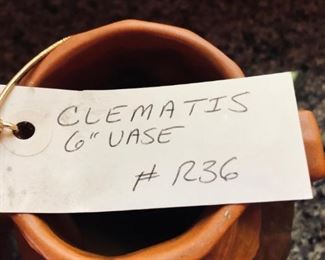 CLEMATIS
6" VASE
# R36